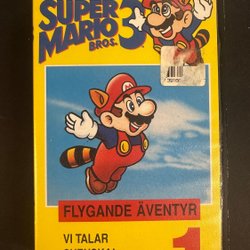 SUPER
MARIO 3
BROS.
FLYGANDE ÄVENTYR
VI TALAR
1